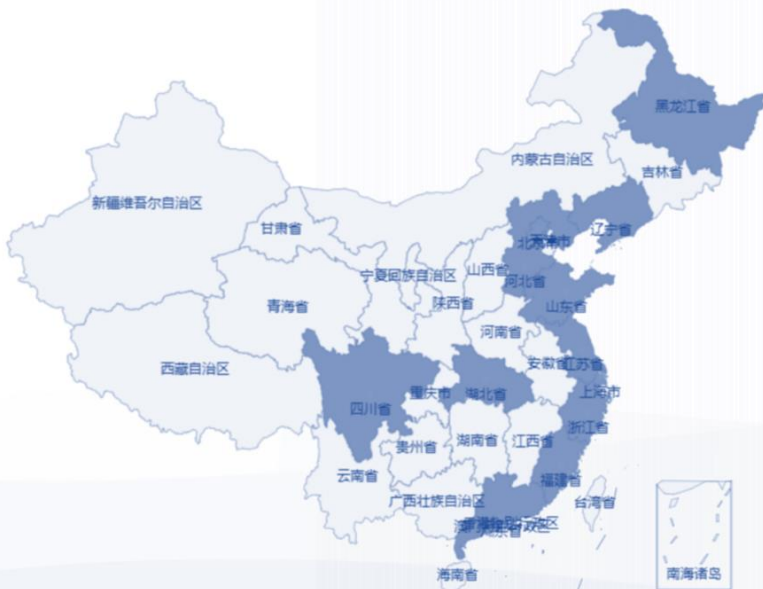 黑龙江省
内蒙古自治区
吉林省
新疆维吾尔自治区
甘肃省
辽宁省
北京市
天津市
宁夏回族自治区
山西省
河北省
青海省
陕西省
山东省
河南省
西藏自治区
安徽省
江苏省
重庆市
湖北省
上海市
四川省
浙江省
贵州省
湖南省
江西省
云南省
福建省
广西壮族自治区
台湾省
海南省
南海诸岛